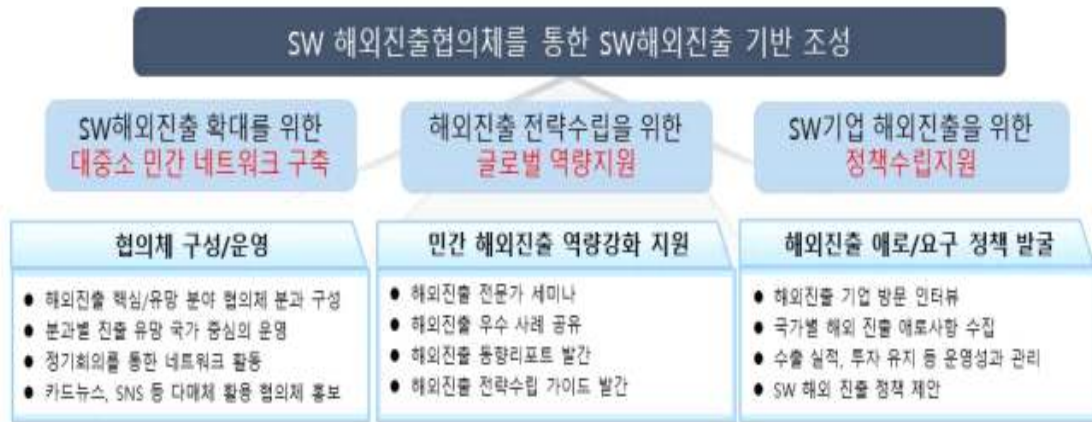 SW 해외진출협의체를 통한 SW해외진출 기반 조성
SW해외진출 확대를 위한
대중소 민간 네트워크 구축
해외진출 전략수립을 위한
글로벌 역량지원
SW기업 해외진출을 위한
정책수립지원
협의체 구성/운영
● 해외진출 핵심/유망 분야 협의체 분과 구성
● 분과별 진출 유망 국가 중심의 운영
● 정기회의를 통한 네트워크 활동
● 카드뉴스, SNS 등 다매체 활용 협의체 홍보
민간 해외진출 역량강화 지원
● 해외진출 전문가 세미나
● 해외진출 우수 사례 공유
● 해외진출 동향리포트 발간
● 해외진출 전략수립 가이드 발간
해외진출 애로/요구 정책 발굴
● 해외진출 기업 방문 인터뷰
● 국가별 해외 진출 애로사항 수집
● 수출 실적, 투자 유치 등 운영성과 관리
● SW 해외 진출 정책 제안